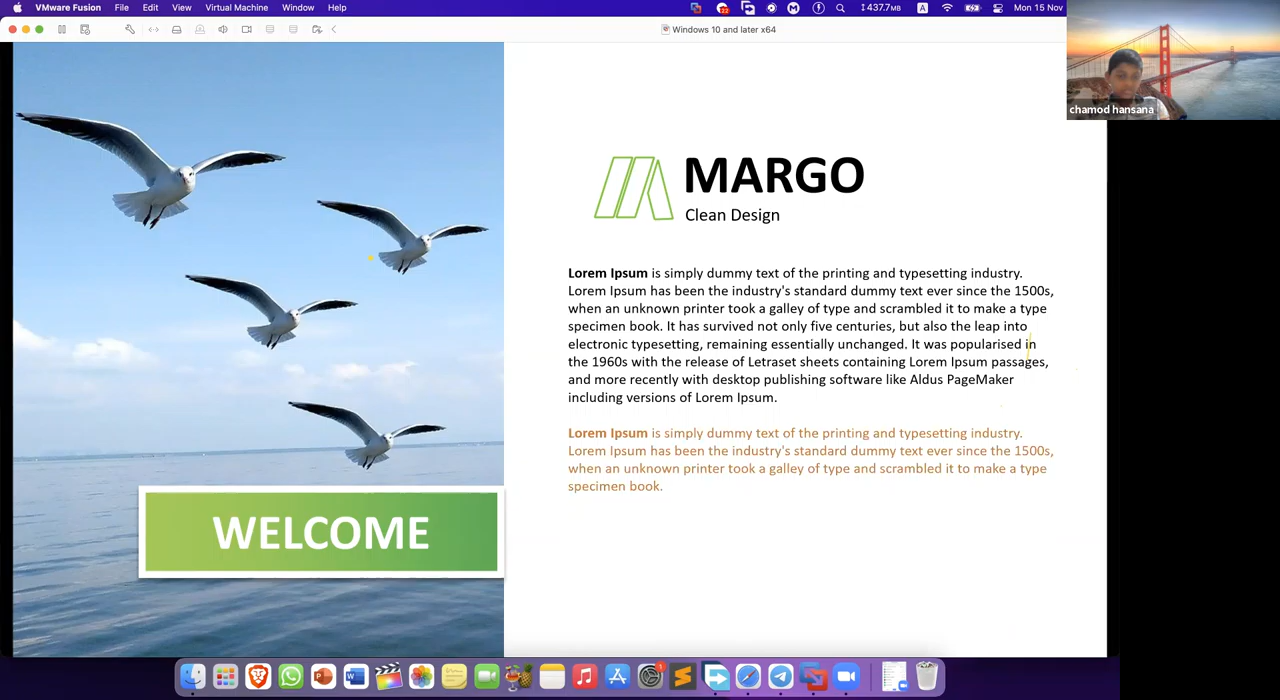 VMware Fusion File Edit View Virtual Machine Window Help 22 437.7MB A Mon 15 Nov
Windows 10 and later x64
chamod hansana
MARGO
Clean Design
Lorem Ipsum is simply dummy text of the printing and typesetting industry.
Lorem Ipsum has been the industry's standard dummy text ever since the 1500s,
when an unknown printer took a galley of type and scrambled it to make a type
specimen book. It has survived not only five centuries, but also the leap into
electronic typesetting, remaining essentially unchanged. It was popularised in
the 1960s with the release of Letraset sheets containing Lorem Ipsum passages,
and more recently with desktop publishing software like Aldus PageMaker
including versions of Lorem Ipsum.
Lorem Ipsum is simply dummy text of the printing and typesetting industry.
Lorem Ipsum has been the industry's standard dummy text ever since the 1500s,
when an unknown printer took a galley of type and scrambled it to make a type
specimen book.
WELCOME